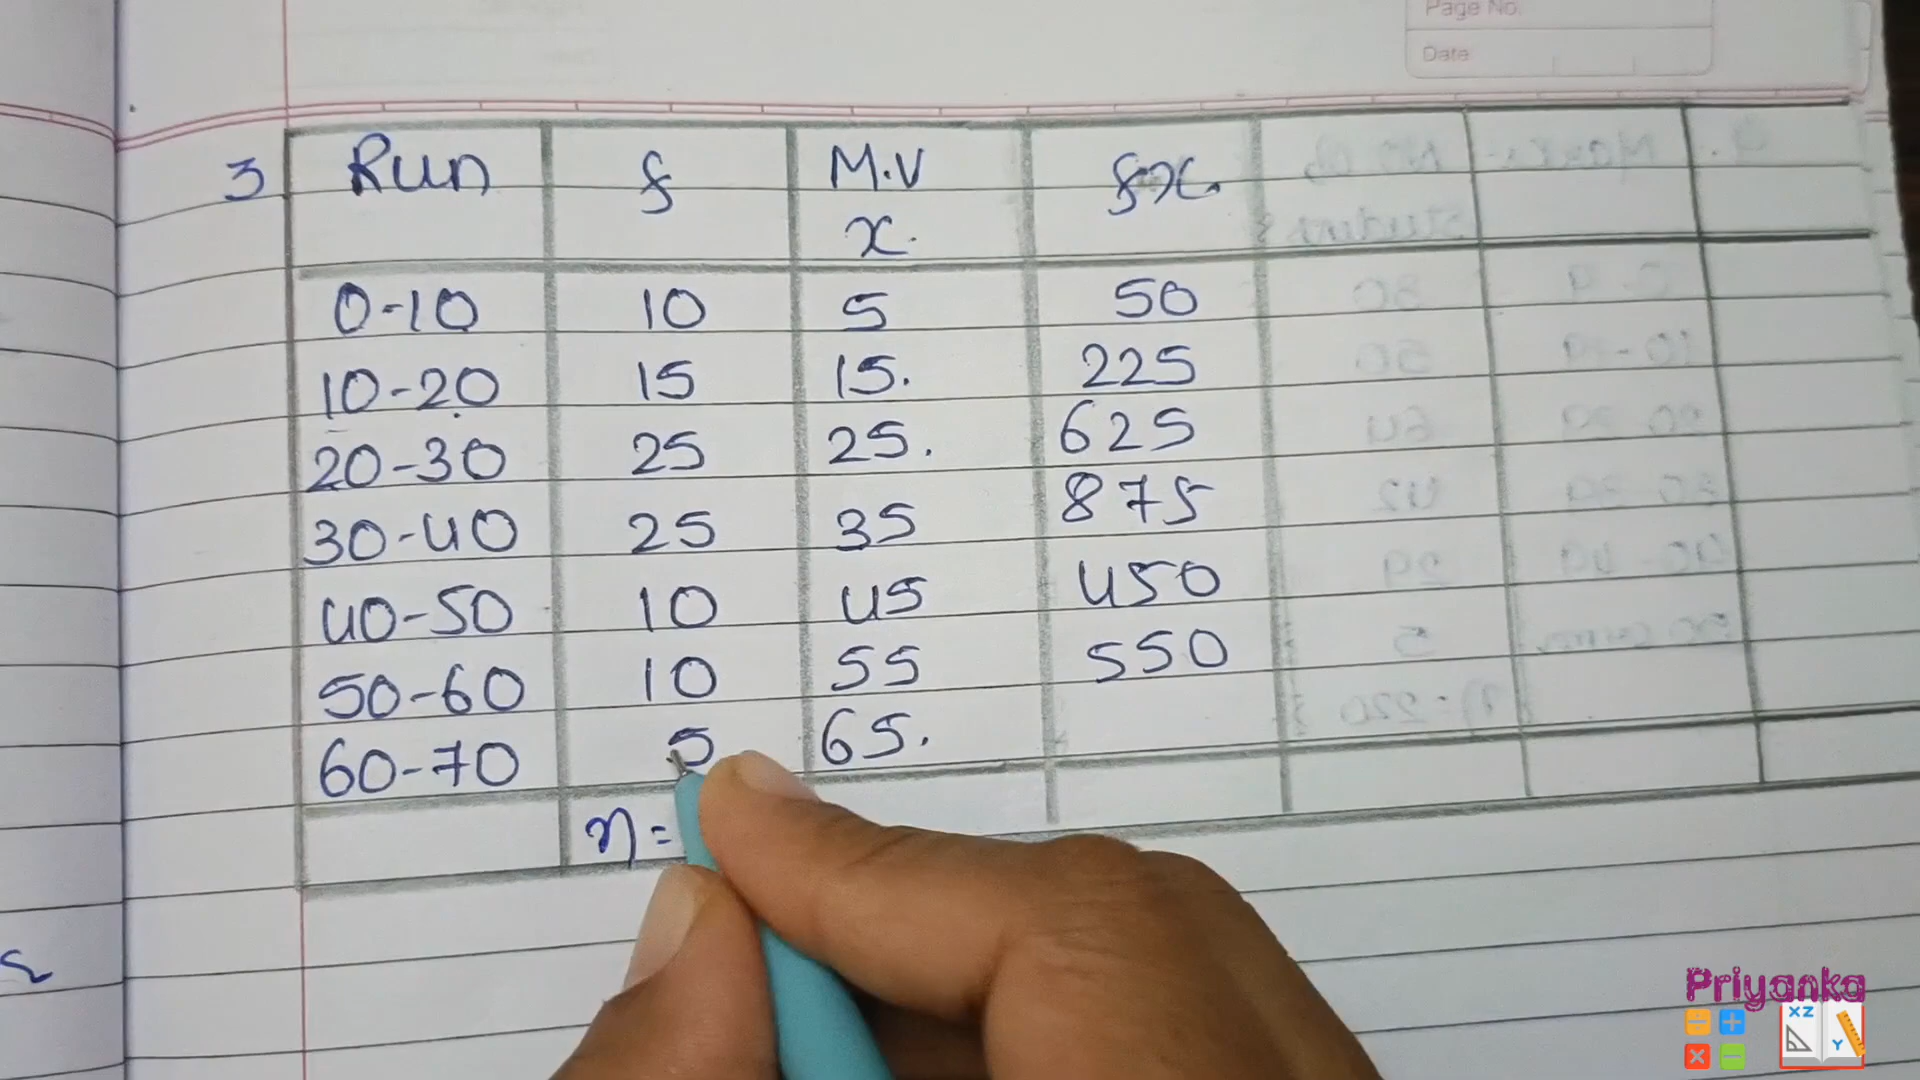 Page No.
Date
3 Run f M.V fx.
x.
0-10 10 5 50
10-20 15 15. 225
20-30 25 25. 625
30-40 25 35 875
40-50 10 45 450
50-60 10 55 550
60-70 5 65.
n=
Priyanka
XZ
Y